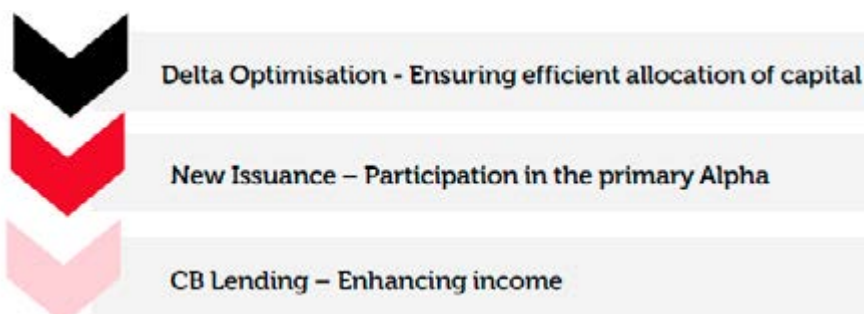 Delta Optimisation - Ensuring efficient allocation of capital
New Issuance – Participation in the primary Alpha
CB Lending – Enhancing income